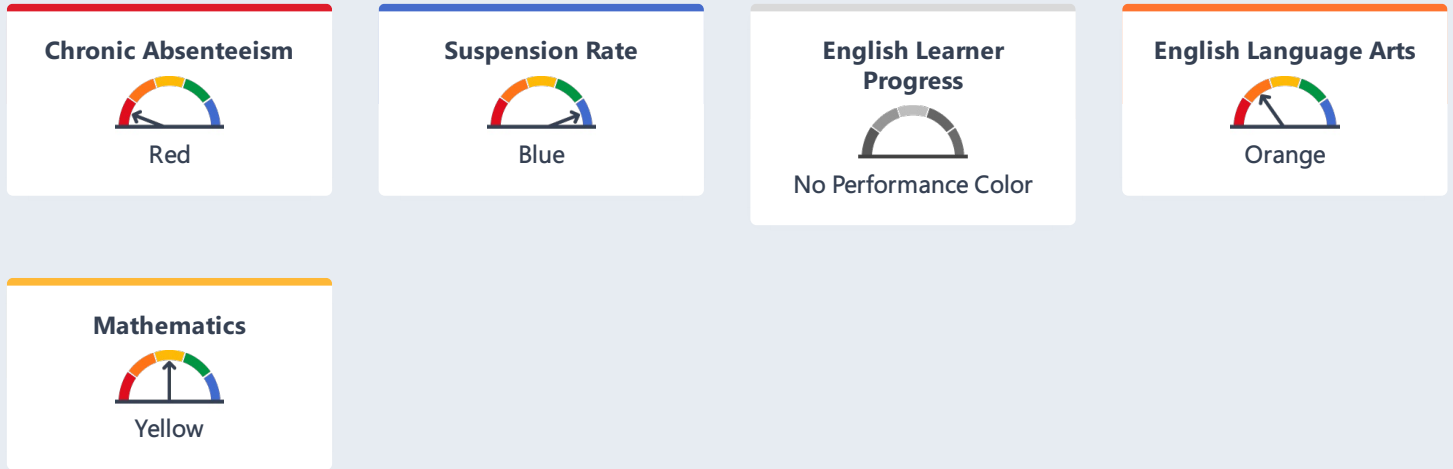 Chronic Absenteeism
Red
Suspension Rate
Blue
English Learner
Progress
No Performance Color
English Language Arts
Orange
Mathematics
Yellow